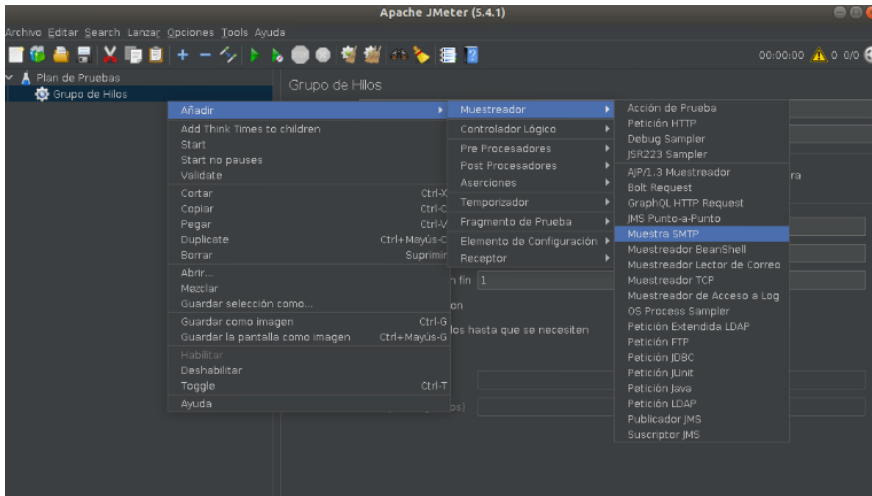 Apache JMeter (5.4.1)
Archivo Editar Search Lanzar Opciones Tools Ayuda
00:00:00 0 0/0
Plan de Pruebas
Grupo de Hilos
Grupo de Hilos
Añadir
Add Think Times to children
Start
Start no pauses
Validate
Cortar Ctrl-X
Copiar Ctrl-C
Pegar Ctrl-V
Duplicate Ctrl+Mayús-C
Borrar Suprimir
Abrir...
Mezclar
Guardar selección como...
Guardar como imagen Ctrl-G
Guardar la pantalla como imagen Ctrl+Mayús-G
Habilitar
Deshabilitar
Toggle Ctrl-T
Ayuda
Muestreador
Controlador Lógico
Pre Procesadores
Post Procesadores
Aserciones
Temporizador
Fragmento de Prueba
Elemento de Configuración
Receptor
Acción de Prueba
Petición HTTP
Debug Sampler
JSR223 Sampler
AJP/1.3 Muestreador
Bolt Request
GraphQL HTTP Request
JMS Punto-a-Punto
Muestra SMTP
Muestreador BeanShell
Muestreador Lector de Correo
Muestreador TCP
Muestreador de Acceso a Log
OS Process Sampler
Petición Extendida LDAP
Petición FTP
Petición JDBC
Petición JUnit
Petición Java
Petición LDAP
Publicador JMS
Suscriptor JMS
ra
n fin 1
on
los hasta que se necesiten
os)